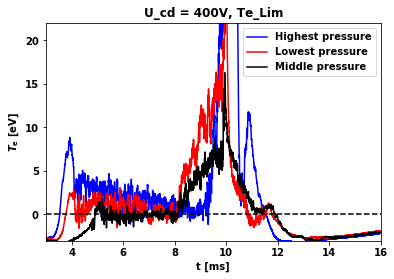 U_cd = 400V, Te_Lim
Highest pressure
Lowest pressure
Middle pressure
Tₑ [eV]
20
15
10
5
0
4 6 8 10 12 14 16
t [ms]